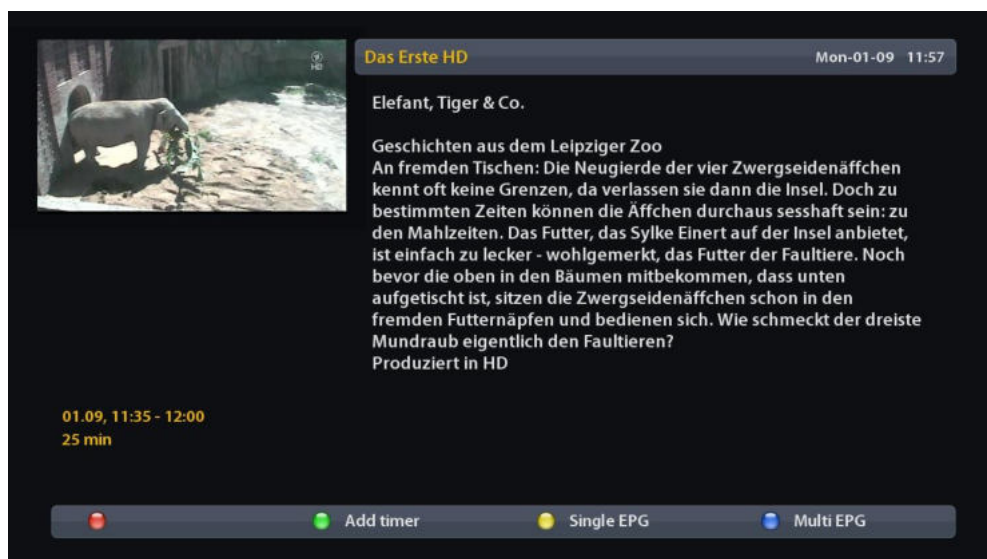 Das Erste HD
Mon-01-09 11:57
HD
Elefant, Tiger & Co.
Geschichten aus dem Leipziger Zoo
An fremden Tischen: Die Neugierde der vier Zwergseidenäffchen
kennt oft keine Grenzen, da verlassen sie dann die Insel. Doch zu
bestimmten Zeiten können die Äffchen durchaus sesshaft sein: zu
den Mahlzeiten. Das Futter, das Sylke Einert auf der Insel anbietet,
ist einfach zu lecker - wohlgemerkt, das Futter der Faultiere. Noch
bevor die oben in den Bäumen mitbekommen, dass unten
aufgetischt ist, sitzen die Zwergseidenäffchen schon in den
fremden Futternäpfen und bedienen sich. Wie schmeckt der dreiste
Mundraub eigentlich den Faultieren?
Produziert in HD
01.09, 11:35 - 12:00
25 min
Add timer
Single EPG
Multi EPG